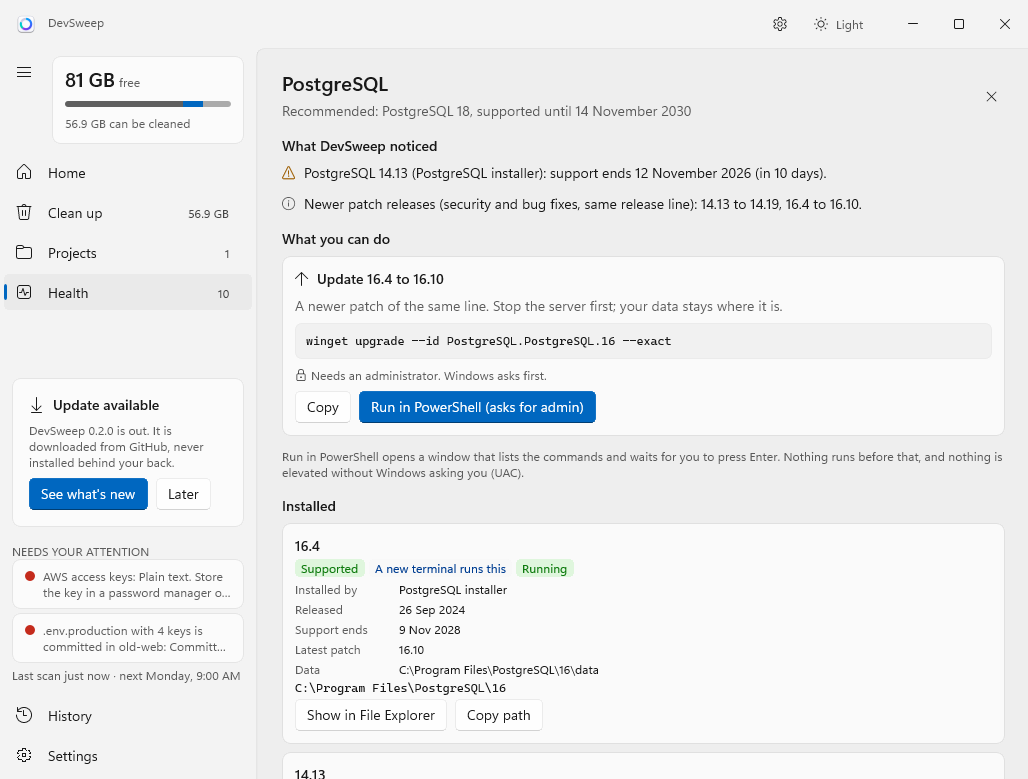 DevSweep
Light
81 GB free
56.9 GB can be cleaned
Home
Clean up 56.9 GB
Projects 1
Health 10
Update available
DevSweep 0.2.0 is out. It is
downloaded from GitHub, never
installed behind your back.
See what's new Later
NEEDS YOUR ATTENTION
AWS access keys: Plain text. Store
the key in a password manager o...
.env.production with 4 keys is
committed in old-web: Committ...
Last scan just now · next Monday, 9:00 AM
History
Settings
PostgreSQL
Recommended: PostgreSQL 18, supported until 14 November 2030
What DevSweep noticed
PostgreSQL 14.13 (PostgreSQL installer): support ends 12 November 2026 (in 10 days).
Newer patch releases (security and bug fixes, same release line): 14.13 to 14.19, 16.4 to 16.10.
What you can do
Update 16.4 to 16.10
A newer patch of the same line. Stop the server first; your data stays where it is.
winget upgrade --id PostgreSQL.PostgreSQL.16 --exact
Needs an administrator. Windows asks first.
Copy Run in PowerShell (asks for admin)
Run in PowerShell opens a window that lists the commands and waits for you to press Enter. Nothing runs before that, and nothing is
elevated without Windows asking you (UAC).
Installed
16.4
Supported A new terminal runs this Running
Installed by PostgreSQL installer
Released 26 Sep 2024
Support ends 9 Nov 2028
Latest patch 16.10
Data C:\Program Files\PostgreSQL\16\data
C:\Program Files\PostgreSQL\16
Show in File Explorer Copy path
14.13